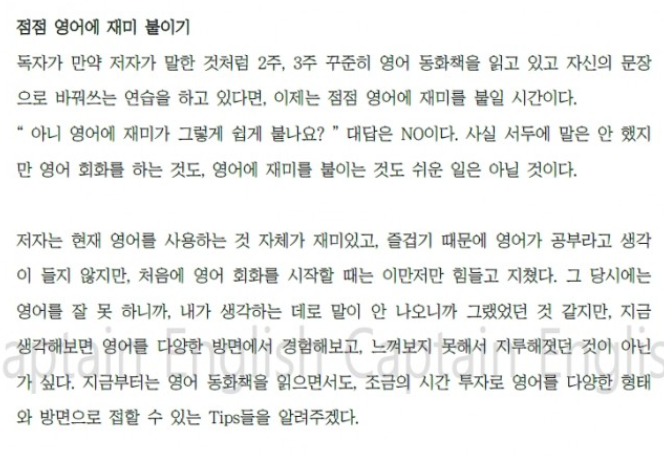 점점 영어에 재미 붙이기
독자가 만약 저자가 말한 것처럼 2주, 3주 꾸준히 영어 동화책을 읽고 있고 자신의 문장
으로 바꿔쓰는 연습을 하고 있다면, 이제는 점점 영어에 재미를 붙일 시간이다.
“ 아니 영어에 재미가 그렇게 쉽게 붙나요? ” 대답은 NO이다. 사실 서두에 말은 안 했지
만 영어 회화를 하는 것도, 영어에 재미를 붙이는 것도 쉬운 일은 아닐 것이다.
저자는 현재 영어를 사용하는 것 자체가 재미있고, 즐겁기 때문에 영어가 공부라고 생각
이 들지 않지만, 처음에 영어 회화를 시작할 때는 이만저만 힘들고 지쳤다. 그 당시에는
영어를 잘 못 하니까, 내가 생각하는 데로 말이 안 나오니까 그랬었던 것 같지만, 지금
생각해보면 영어를 다양한 방면에서 경험해보고, 느껴보지 못해서 지루해졌던 것이 아닌
가 싶다. 지금부터는 영어 동화책을 읽으면서도, 조금의 시간 투자로 영어를 다양한 형태
와 방면으로 접할 수 있는 Tips들을 알려주겠다.
captain English Captain Englis